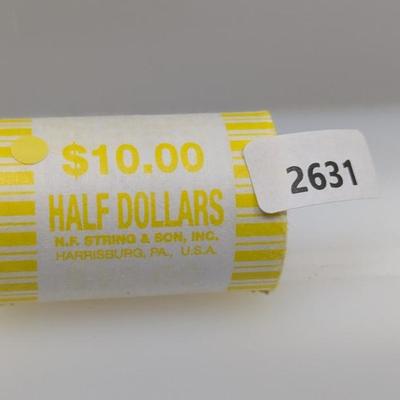 $10.00
HALF DOLLARS
N.F. STRING & SON, INC.
HARRISBURG, PA., U.S.A.
2631